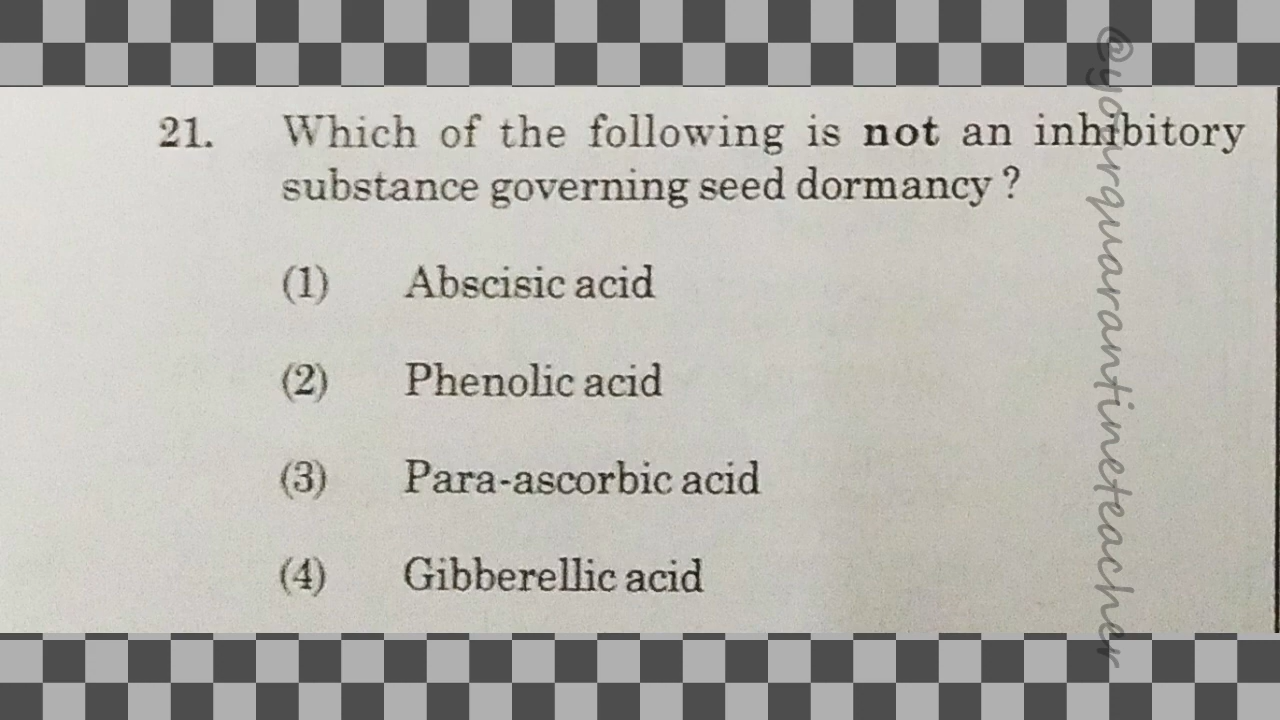 21. Which of the following is not an inhibitory
substance governing seed dormancy ?
(1) Abscisic acid
(2) Phenolic acid
(3) Para-ascorbic acid
(4) Gibberellic acid
@yourquarantineteacher